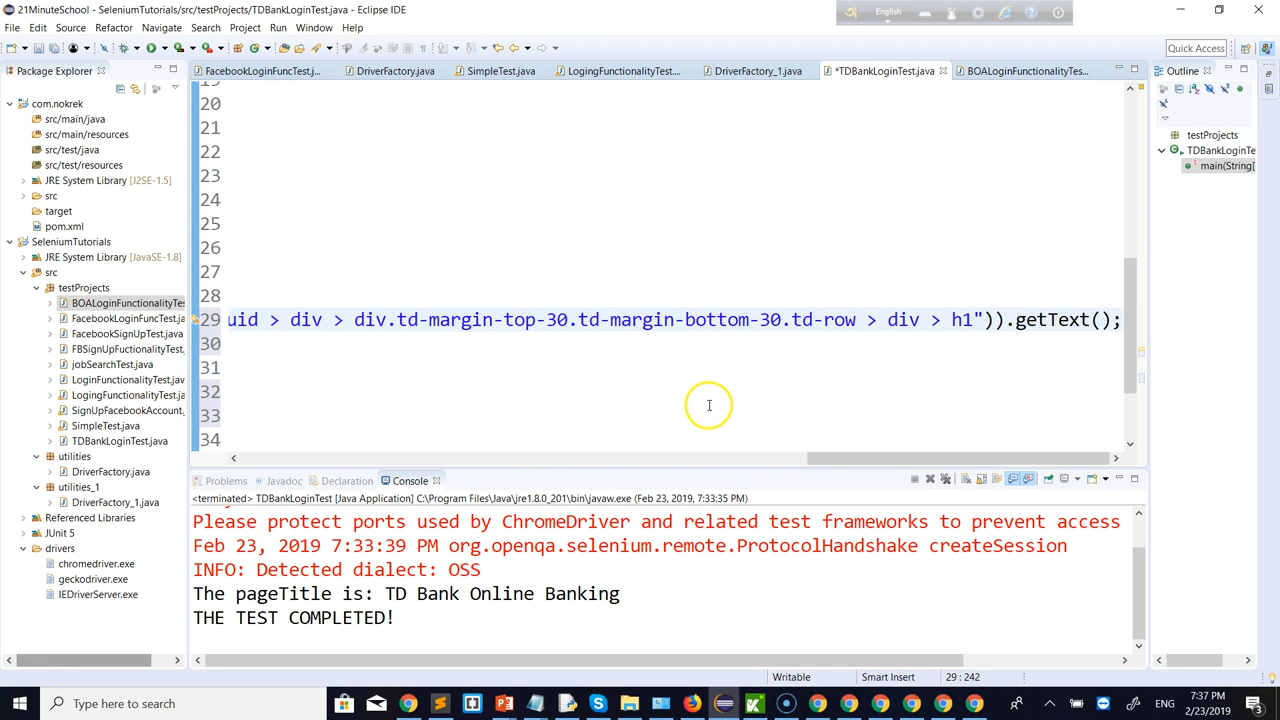 21MinuteSchool - SeleniumTutorials/src/testProjects/TDBankLoginTest.java - Eclipse IDE
English
File Edit Source Refactor Navigate Search Project Run Window Help
Quick Access
Package Explorer
FacebookLoginFuncTest.j... DriverFactory.java SimpleTest.java LogingFunctionalityTest.... DriverFactory_1.java *TDBankLoginTest.java BOALoginFunctionalityTes...
Outline
com.nokrek
src/main/java
src/main/resources
src/test/java
src/test/resources
JRE System Library [J2SE-1.5]
src
target
pom.xml
SeleniumTutorials
JRE System Library [JavaSE-1.8]
src
testProjects
BOALoginFunctionalityTes
FacebookLoginFuncTest.ja
FacebookSignUpTest.java
FBSignUpFuctionalityTest.
jobSearchTest.java
LoginFunctionalityTest.jav
LogingFunctionalityTest.ja
SignUpFacebookAccount.
SimpleTest.java
TDBankLoginTest.java
utilities
DriverFactory.java
utilities_1
DriverFactory_1.java
Referenced Libraries
JUnit 5
drivers
chromedriver.exe
geckodriver.exe
IEDriverServer.exe
19
20
21
22
23
24
25
26
27
28
29 uid > div > div.td-margin-top-30.td-margin-bottom-30.td-row > div > h1")).getText();
30
31
32
33
34
testProjects
TDBankLoginTe
main(String[
Problems Javadoc Declaration Console
<terminated> TDBankLoginTest [Java Application] C:\Program Files\Java\jre1.8.0_201\bin\javaw.exe (Feb 23, 2019 7:33:35 PM)
Please protect ports used by ChromeDriver and related test frameworks to prevent access
Feb 23, 2019 7:33:39 PM org.openqa.selenium.remote.ProtocolHandshake createSession
INFO: Detected dialect: OSS
The pageTitle is: TD Bank Online Banking
THE TEST COMPLETED!
Writable Smart Insert 29 : 242
Type here to search
ENG
7:37 PM
2/23/2019
3